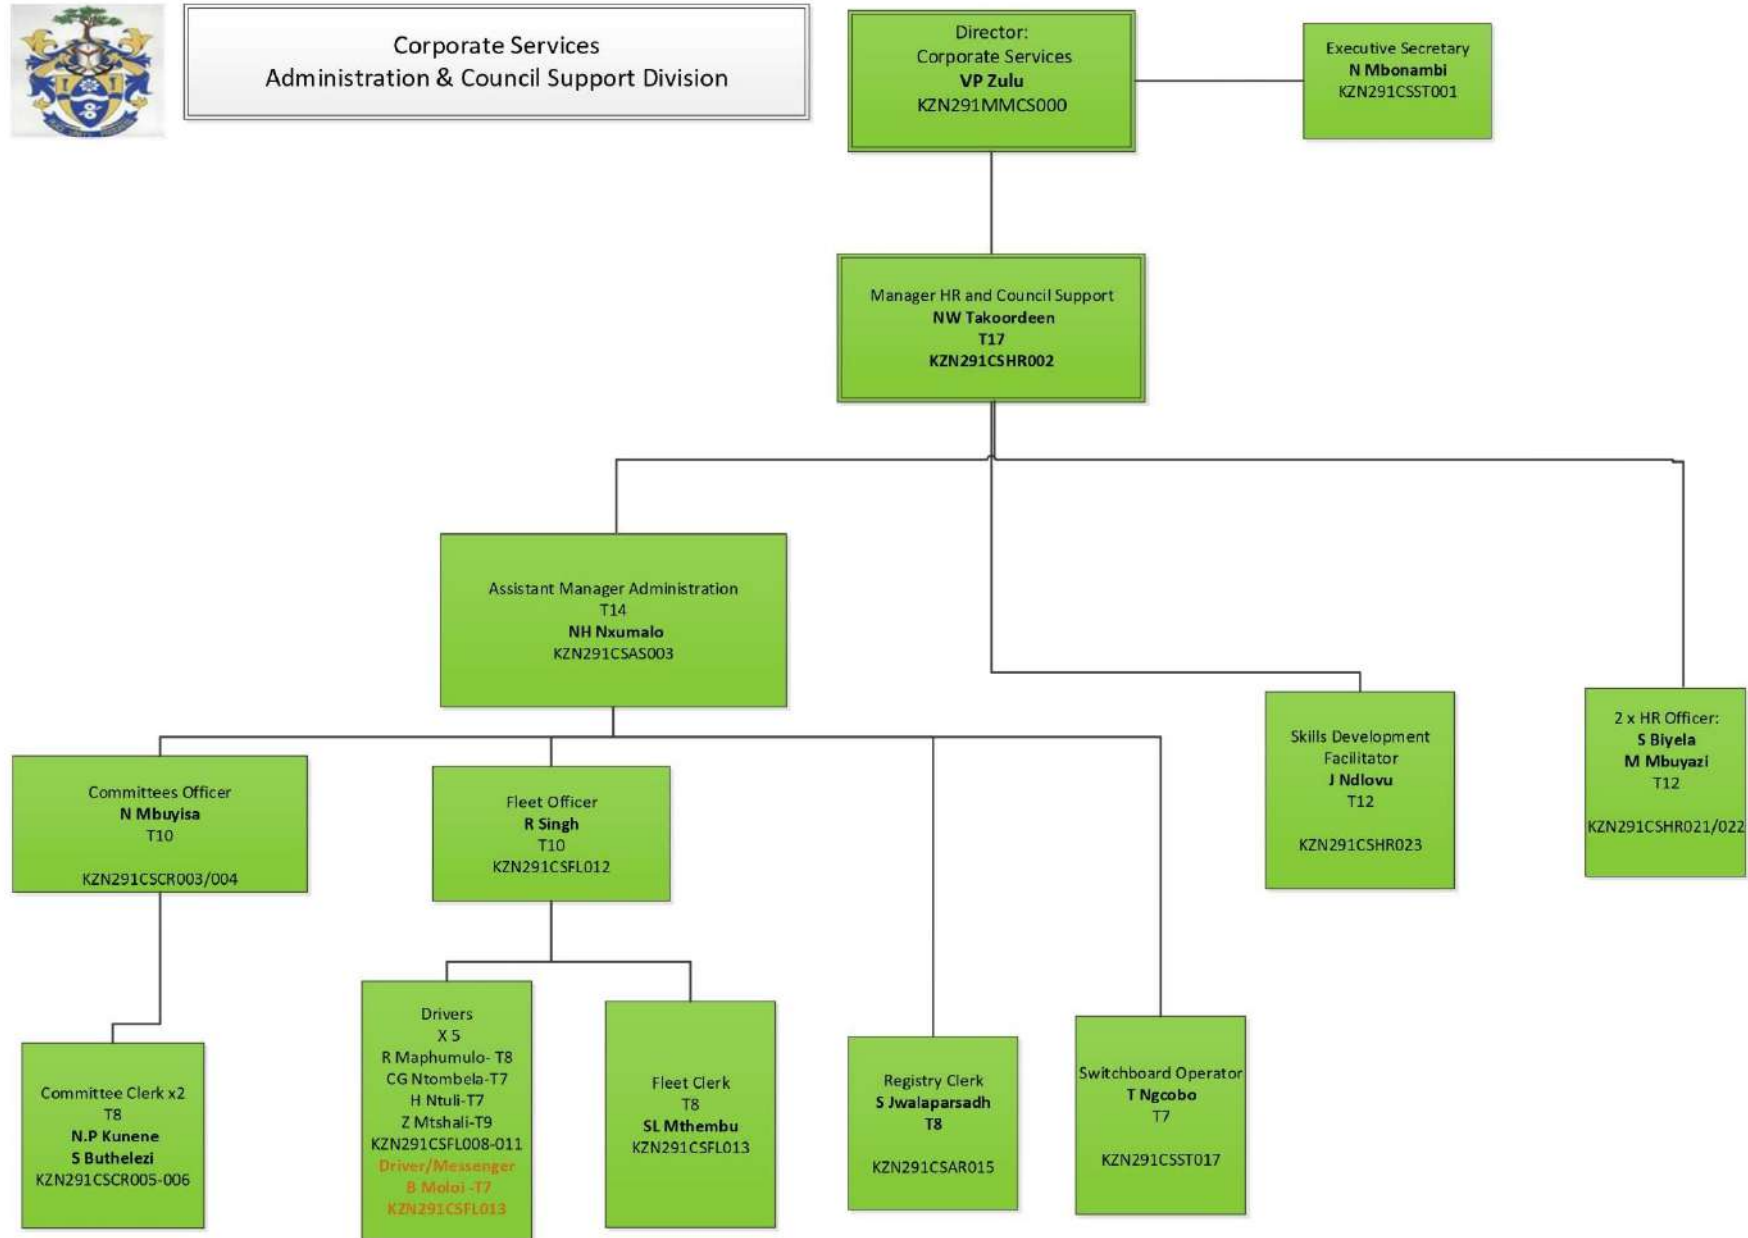 Corporate Services
Administration & Council Support Division
Director:
Corporate Services
VP Zulu
KZN291MMCS000
Executive Secretary
N Mbonambi
KZN291CSST001
Manager HR and Council Support
NW Takoordeen
T17
KZN291CSHR002
Assistant Manager Administration
T14
NH Nxumalo
KZN291CSAS003
Skills Development
Facilitator
J Ndlovu
T12
KZN291CSHR023
2 x HR Officer:
S Biyela
M Mbuyazi
T12
KZN291CSHR021/022
Committees Officer
N Mbuyisa
T10
KZN291CSCR003/004
Fleet Officer
R Singh
T10
KZN291CSFL012
Committee Clerk x2
T8
N.P Kunene
S Buthelezi
KZN291CSCR005-006
Drivers
X 5
R Maphumulo- T8
CG Ntombela-T7
H Ntuli-T7
Z Mtshali-T9
KZN291CSFL008-011
Driver/Messenger
B Moloi -T7
KZN291CSFL013
Fleet Clerk
T8
SL Mthembu
KZN291CSFL013
Registry Clerk
S Jwalaparsadh
T8
KZN291CSAR015
Switchboard Operator
T Ngcobo
T7
KZN291CSST017